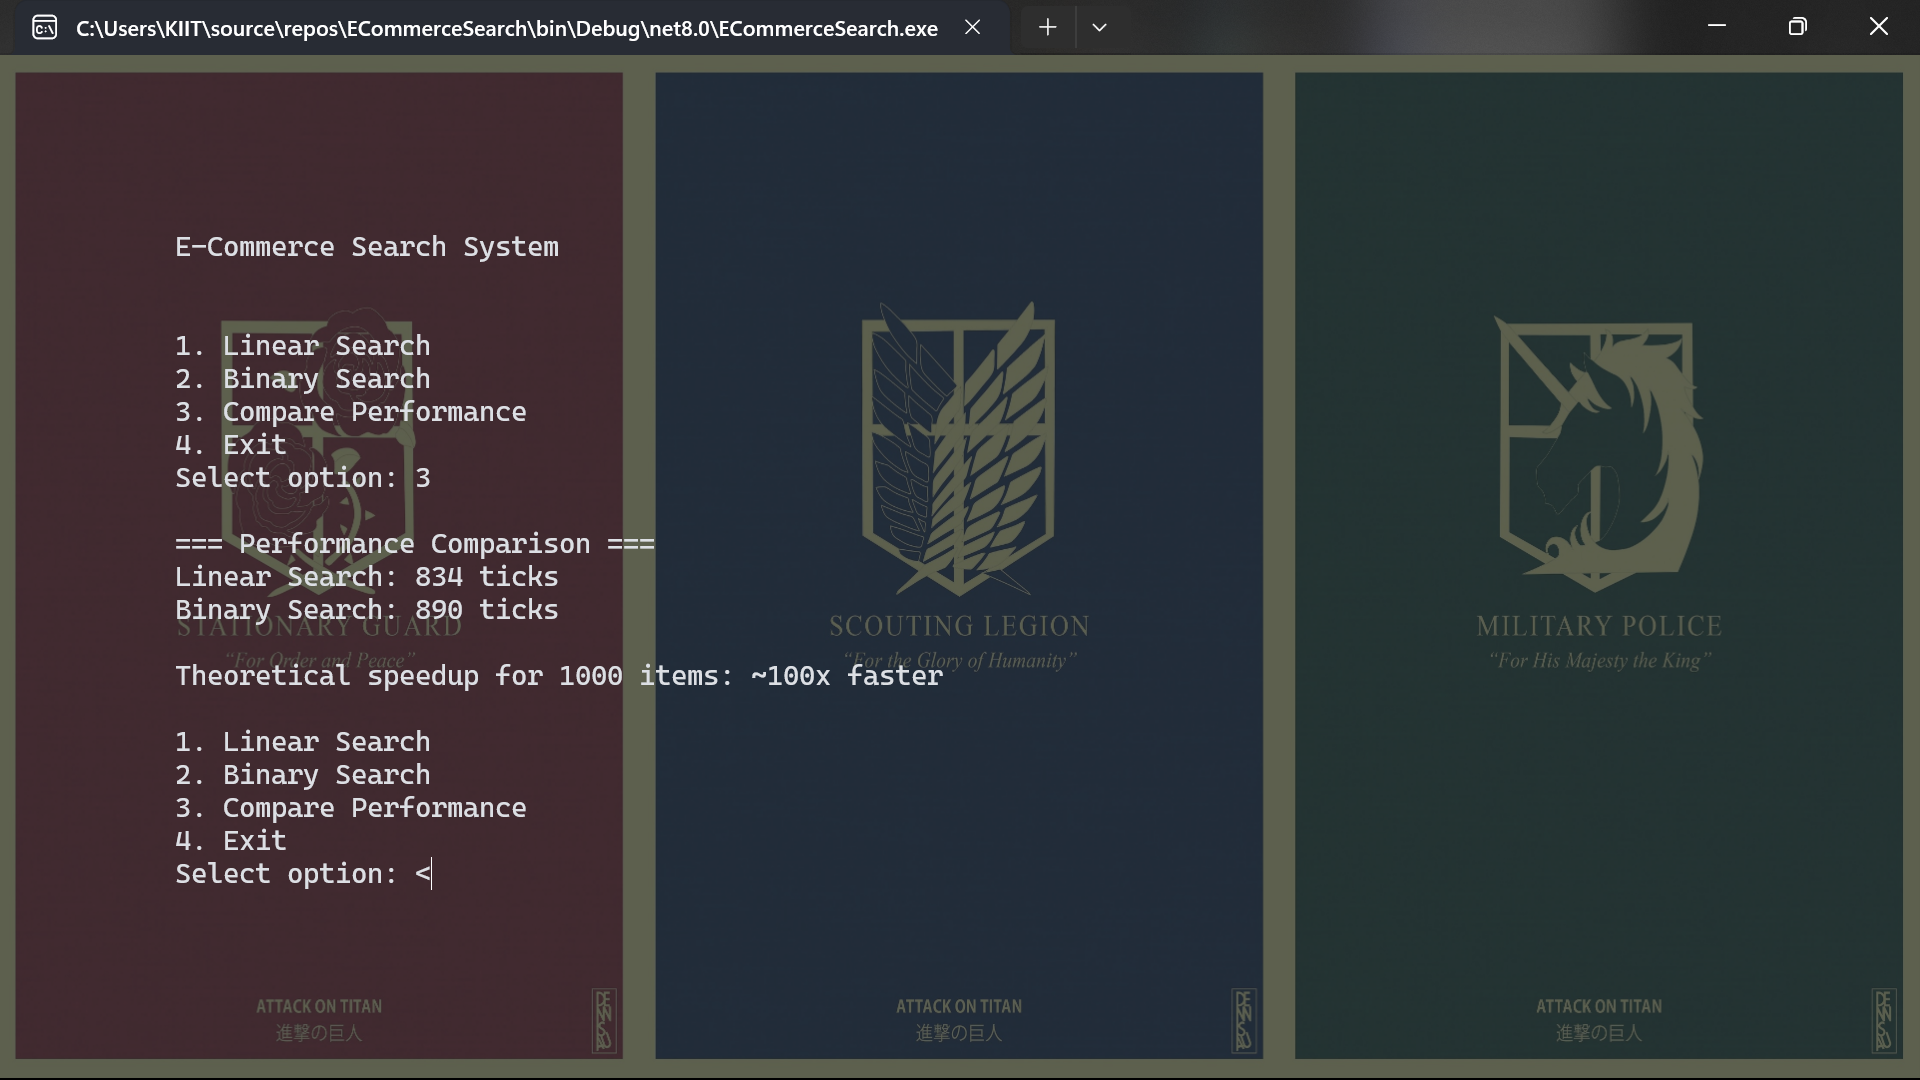 C:\Users\KIIT\source\repos\ECommerceSearch\bin\Debug\net8.0\ECommerceSearch.exe
E-Commerce Search System
1. Linear Search
2. Binary Search
3. Compare Performance
4. Exit
Select option: 3
=== Performance Comparison ===
Linear Search: 834 ticks
Binary Search: 890 ticks
Theoretical speedup for 1000 items: ~100x faster
1. Linear Search
2. Binary Search
3. Compare Performance
4. Exit
Select option: <
STATIONARY GUARD
“For Order and Peace”
ATTACK ON TITAN
進撃の巨人
SCOUTING LEGION
“For the Glory of Humanity”
ATTACK ON TITAN
進撃の巨人
MILITARY POLICE
“For His Majesty the King”
ATTACK ON TITAN
進撃の巨人